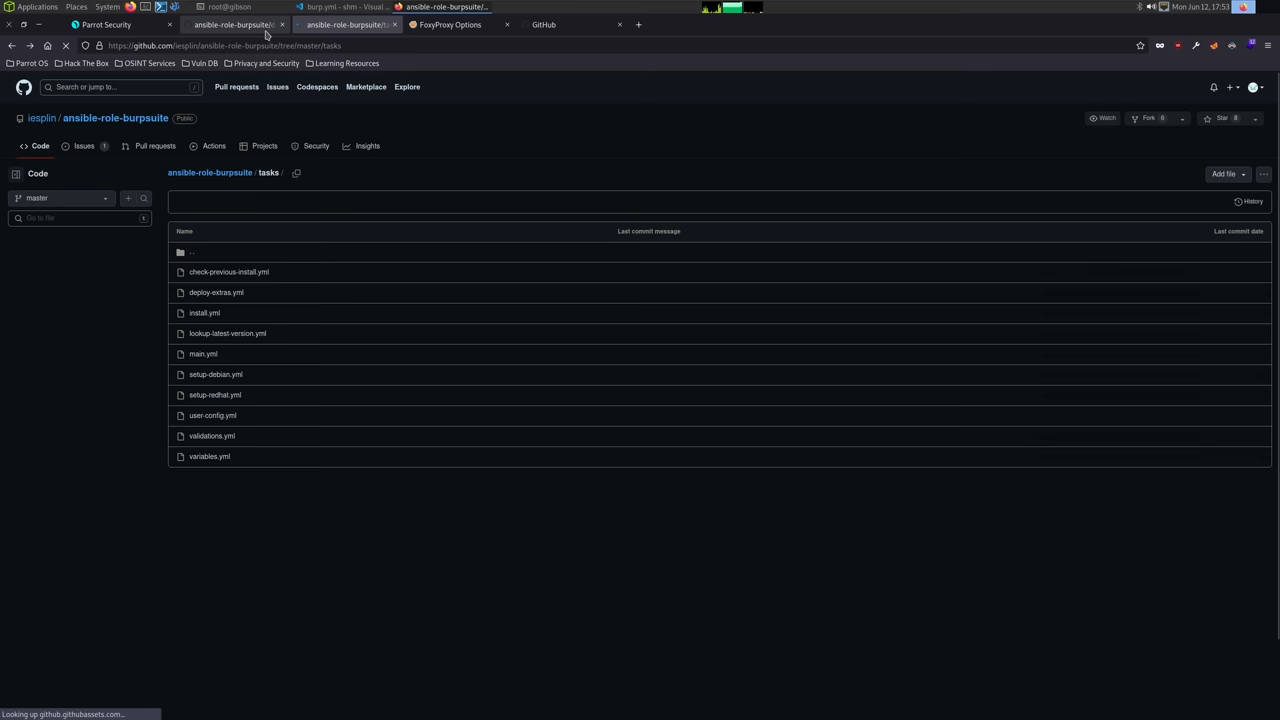 Applications Places System root@gibson burp.yml - shm - Visual ... ansible-role-burpsuite/... Mon Jun 12, 17:53
Parrot Security ansible-role-burpsuite/ ansible-role-burpsuite/ta FoxyProxy Options GitHub
https://github.com/iesplin/ansible-role-burpsuite/tree/master/tasks
Parrot OS Hack The Box OSINT Services Vuln DB Privacy and Security Learning Resources
Search or jump to... / Pull requests Issues Codespaces Marketplace Explore
iesplin / ansible-role-burpsuite Public Watch Fork 6 Star 8
Code Issues 1 Pull requests Actions Projects Security Insights
Code ansible-role-burpsuite / tasks / Add file
master
History
Go to file t
Name Last commit message Last commit date
..
check-previous-install.yml
deploy-extras.yml
install.yml
lookup-latest-version.yml
main.yml
setup-debian.yml
setup-redhat.yml
user-config.yml
validations.yml
variables.yml
Looking up github.githubassets.com...